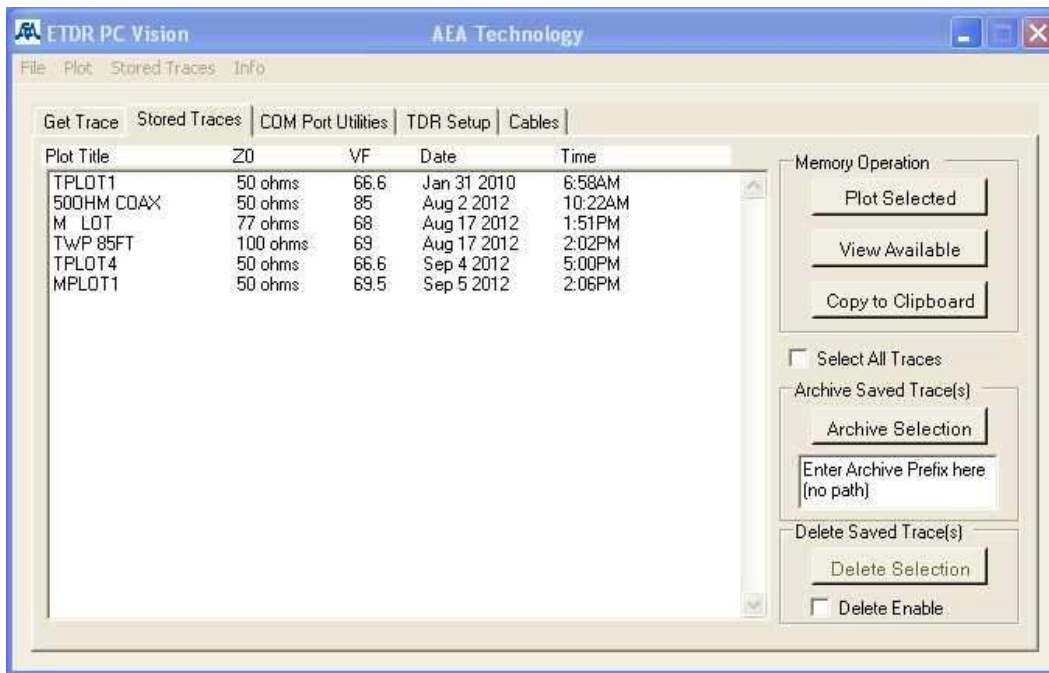 ETDR PC Vision AEA Technology
File Plot Stored Traces Info
Get Trace Stored Traces COM Port Utilities TDR Setup Cables
Plot Title Z0 VF Date Time
TPLOT1 50 ohms 66.6 Jan 31 2010 6:58AM
50OHM COAX 50 ohms 85 Aug 2 2012 10:22AM
M LOT 77 ohms 68 Aug 17 2012 1:51PM
TWP 85FT 100 ohms 69 Aug 17 2012 2:02PM
TPLOT4 50 ohms 66.6 Sep 4 2012 5:00PM
MPLOT1 50 ohms 69.5 Sep 5 2012 2:06PM
Memory Operation
Plot Selected
View Available
Copy to Clipboard
Select All Traces
Archive Saved Trace(s)
Archive Selection
Enter Archive Prefix here
(no path)
Delete Saved Trace(s)
Delete Selection
Delete Enable